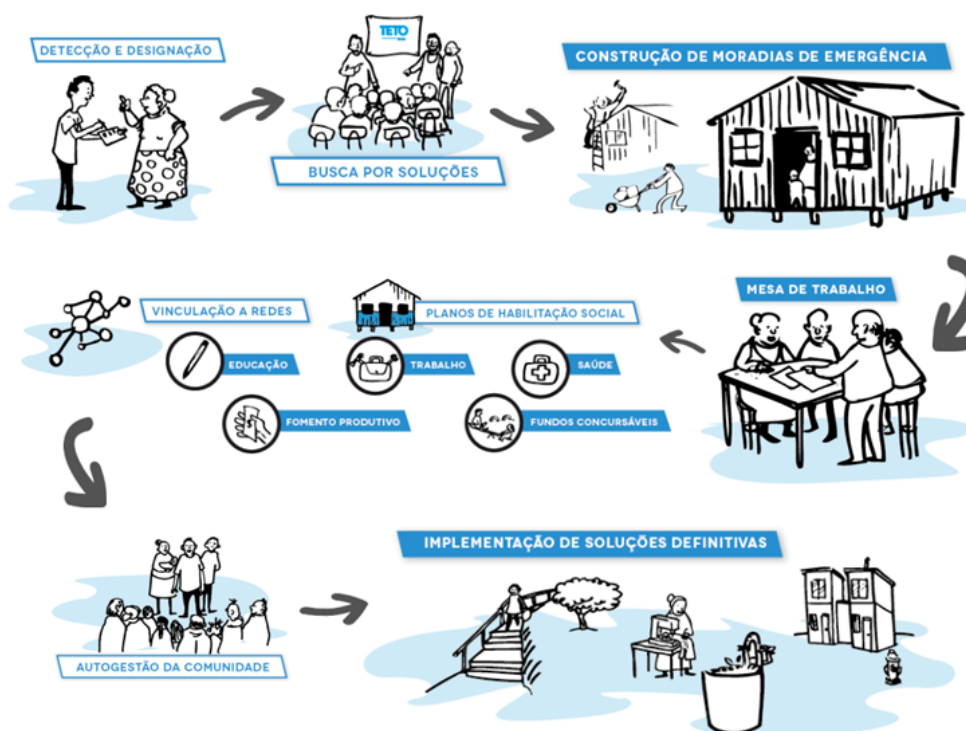 DETECÇÃO E DESIGNAÇÃO
TETO
BUSCA POR SOLUÇÕES
CONSTRUÇÃO DE MORADIAS DE EMERGÊNCIA
MESA DE TRABALHO
VINCULAÇÃO A REDES
PLANOS DE HABILITAÇÃO SOCIAL
EDUCAÇÃO
TRABALHO
SAÚDE
FOMENTO PRODUTIVO
FUNDOS CONCURSÁVEIS
AUTOGESTÃO DA COMUNIDADE
IMPLEMENTAÇÃO DE SOLUÇÕES DEFINITIVAS